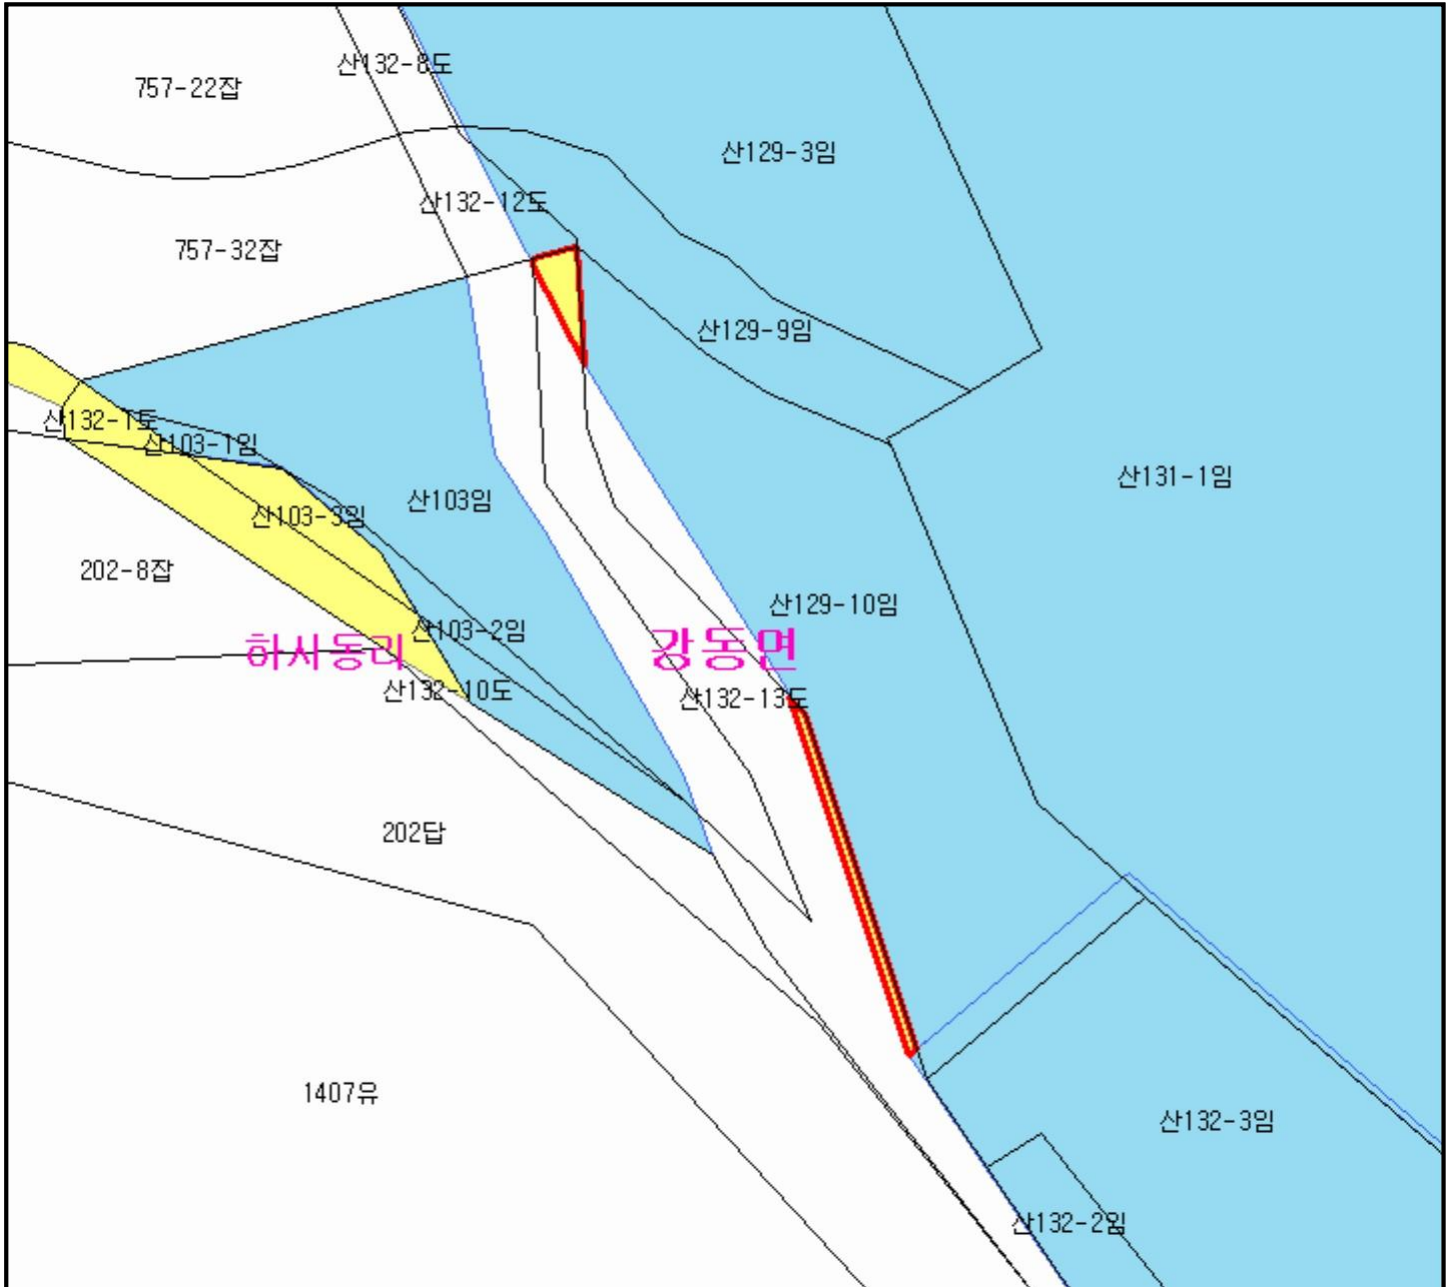 산132-8도
757-22잡
산129-3임
산132-12도
757-32잡
산129-9임
산132-1토
산103-1임
산131-1임
산103임
산103-3임
202-8잡
산129-10임
산103-2임
하시동리
강동면
산132-10도
산132-13도
202답
1407유
산132-3임
산132-2임